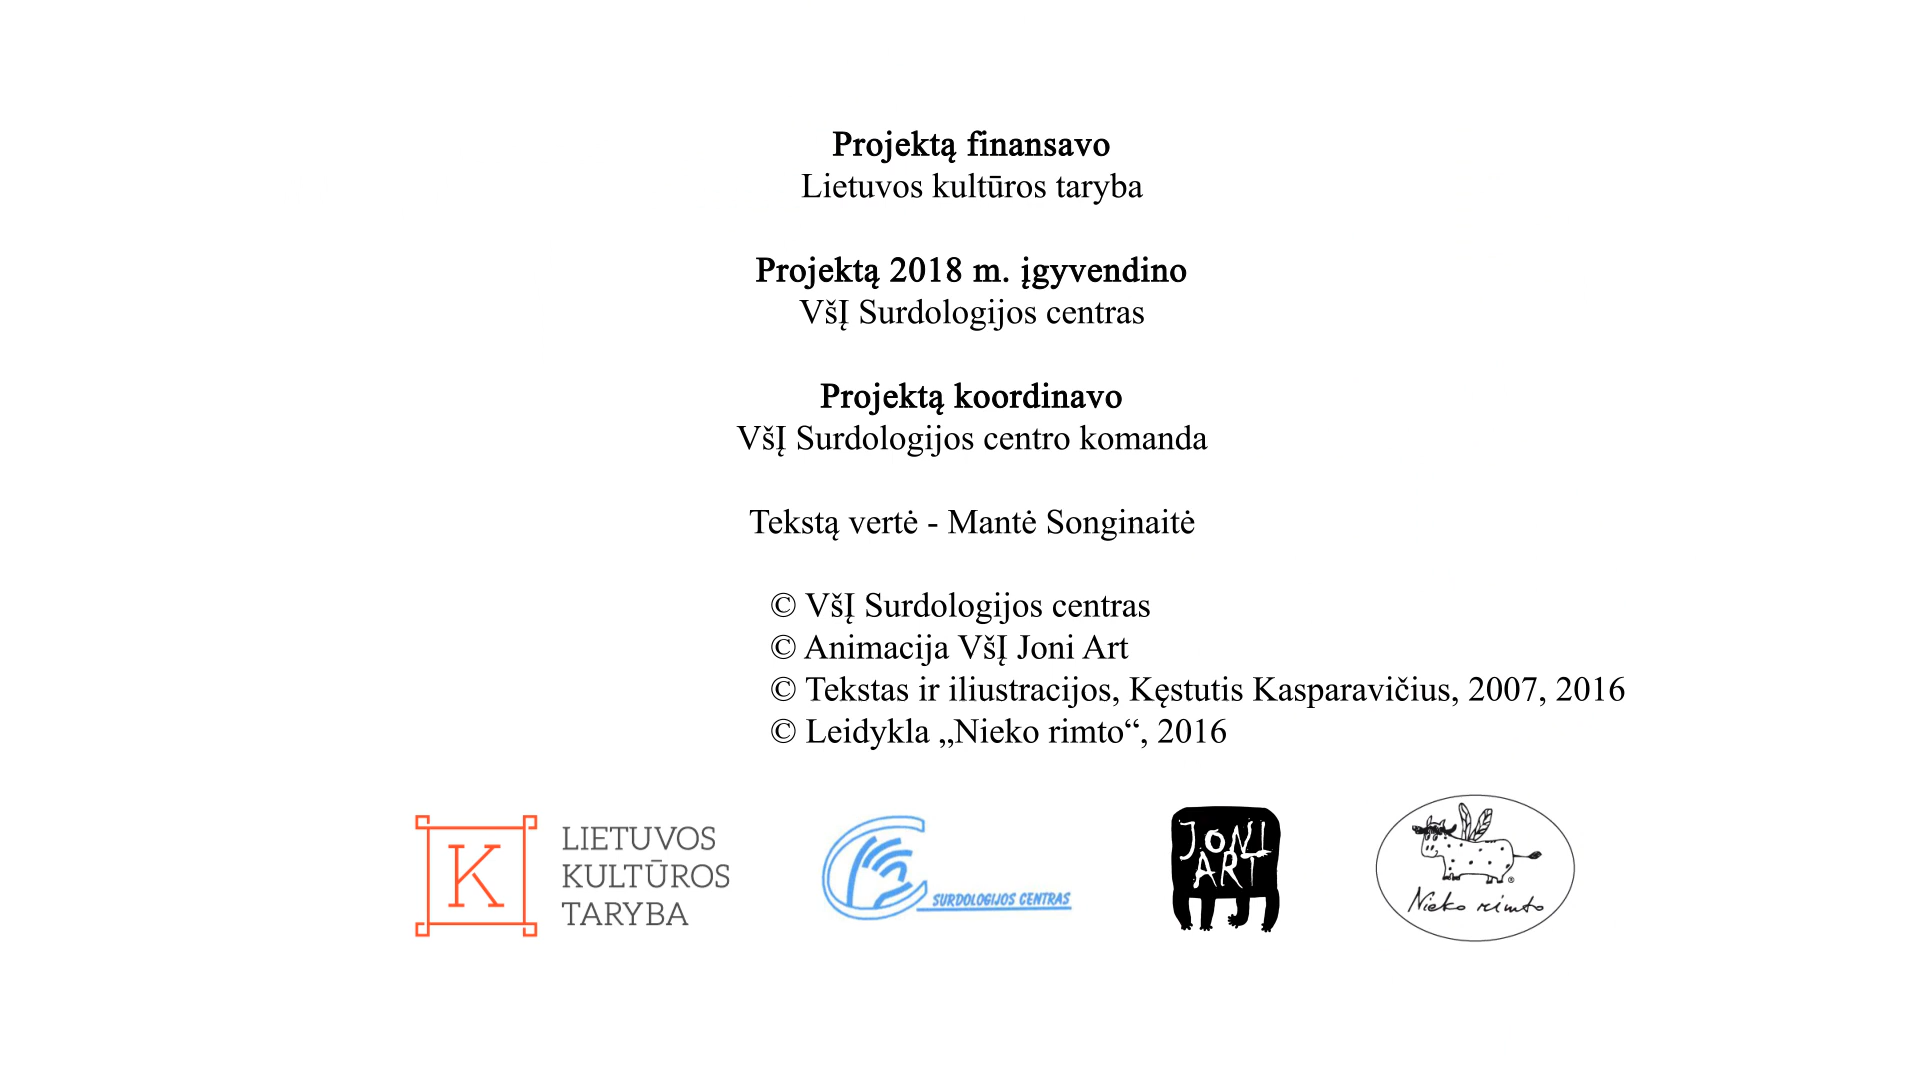 Projektą finansavo
Lietuvos kultūros taryba
Projektą 2018 m. įgyvendino
VšĮ Surdologijos centras
Projektą koordinavo
VšĮ Surdologijos centro komanda
Tekstą vertė - Mantė Songinaitė
© VšĮ Surdologijos centras
© Animacija VšĮ Joni Art
© Tekstas ir iliustracijos, Kęstutis Kasparavičius, 2007, 2016
© Leidykla „Nieko rimto“, 2016
K
LIETUVOS
KULTŪROS
TARYBA
SURDOLOGIJOS CENTRAS
JONI
ART
Nieko rimto